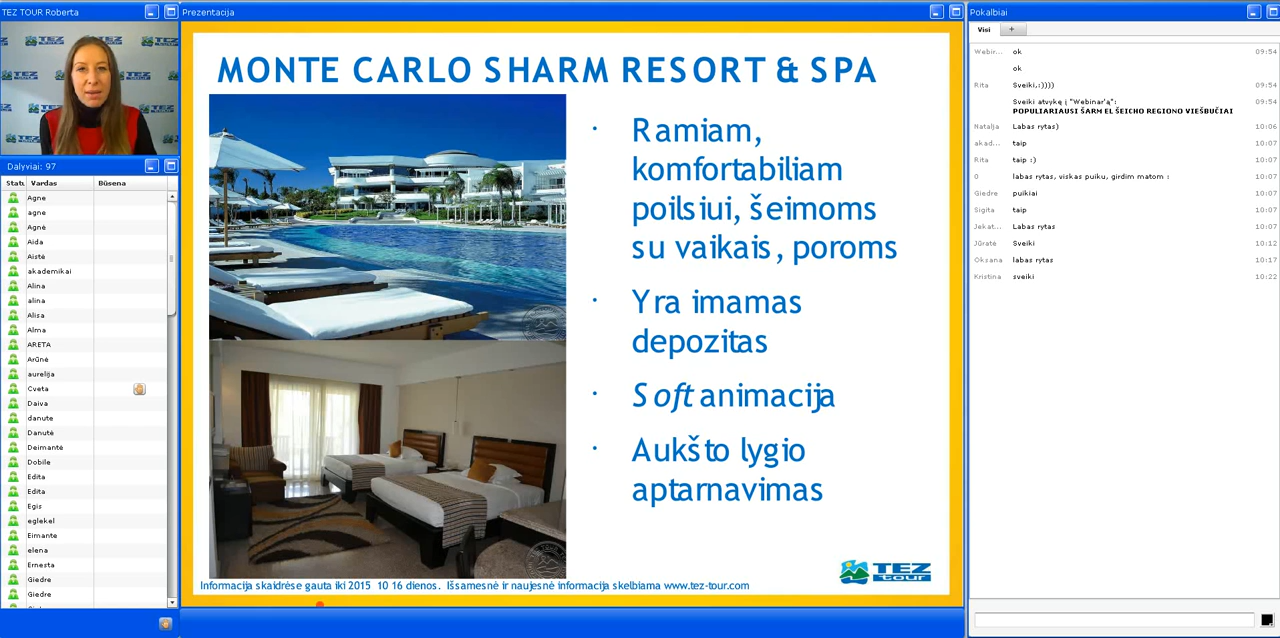 TEZ TOUR Roberta
Dalyviai: 97
Vardas
Būsena
Agne
agne
Agnė
Aida
Aistė
akademikai
Alina
alina
Alisa
Alma
ARETA
Arūnė
aurelija
Cveta
Daiva
danute
Danutė
Deimantė
Dobile
Edita
Edita
Egis
eglekel
Eimante
elena
Ernesta
Giedre
Giedre
Prezentacija
MONTE CARLO SHARM RESORT & SPA
· Ramiam,
komfortabiliam
poilsiui, šeimoms
su vaikais, poroms
· Yra imamas
depozitas
· Soft animacija
· Aukšto lygio
aptarnavimas
TEZ
tour
Informacija skaidrėse gauta iki 2015 10 16 dienos. Išsamesnė ir naujesnė informacija skelbiama www.tez-tour.com
Pokalbiai
Visi +
Webir... ok 09:54
ok
Rita Sveiki,:)))) 09:54
Sveiki atvykę į "Webinar'ą": 09:54
POPULIARIAUSI ŠARM EL ŠEICHO REGIONO VIEŠBUČIAI
Natalja Labas rytas) 10:06
akad... taip 10:07
Rita taip :) 10:07
0 labas rytas, viskas puiku, girdim matom : 10:07
Giedre puikiai 10:07
Sigita taip 10:07
Jekat... Labas rytas 10:07
Jūratė Sveiki 10:12
Oksana labas rytas 10:17
Kristina sveiki 10:22